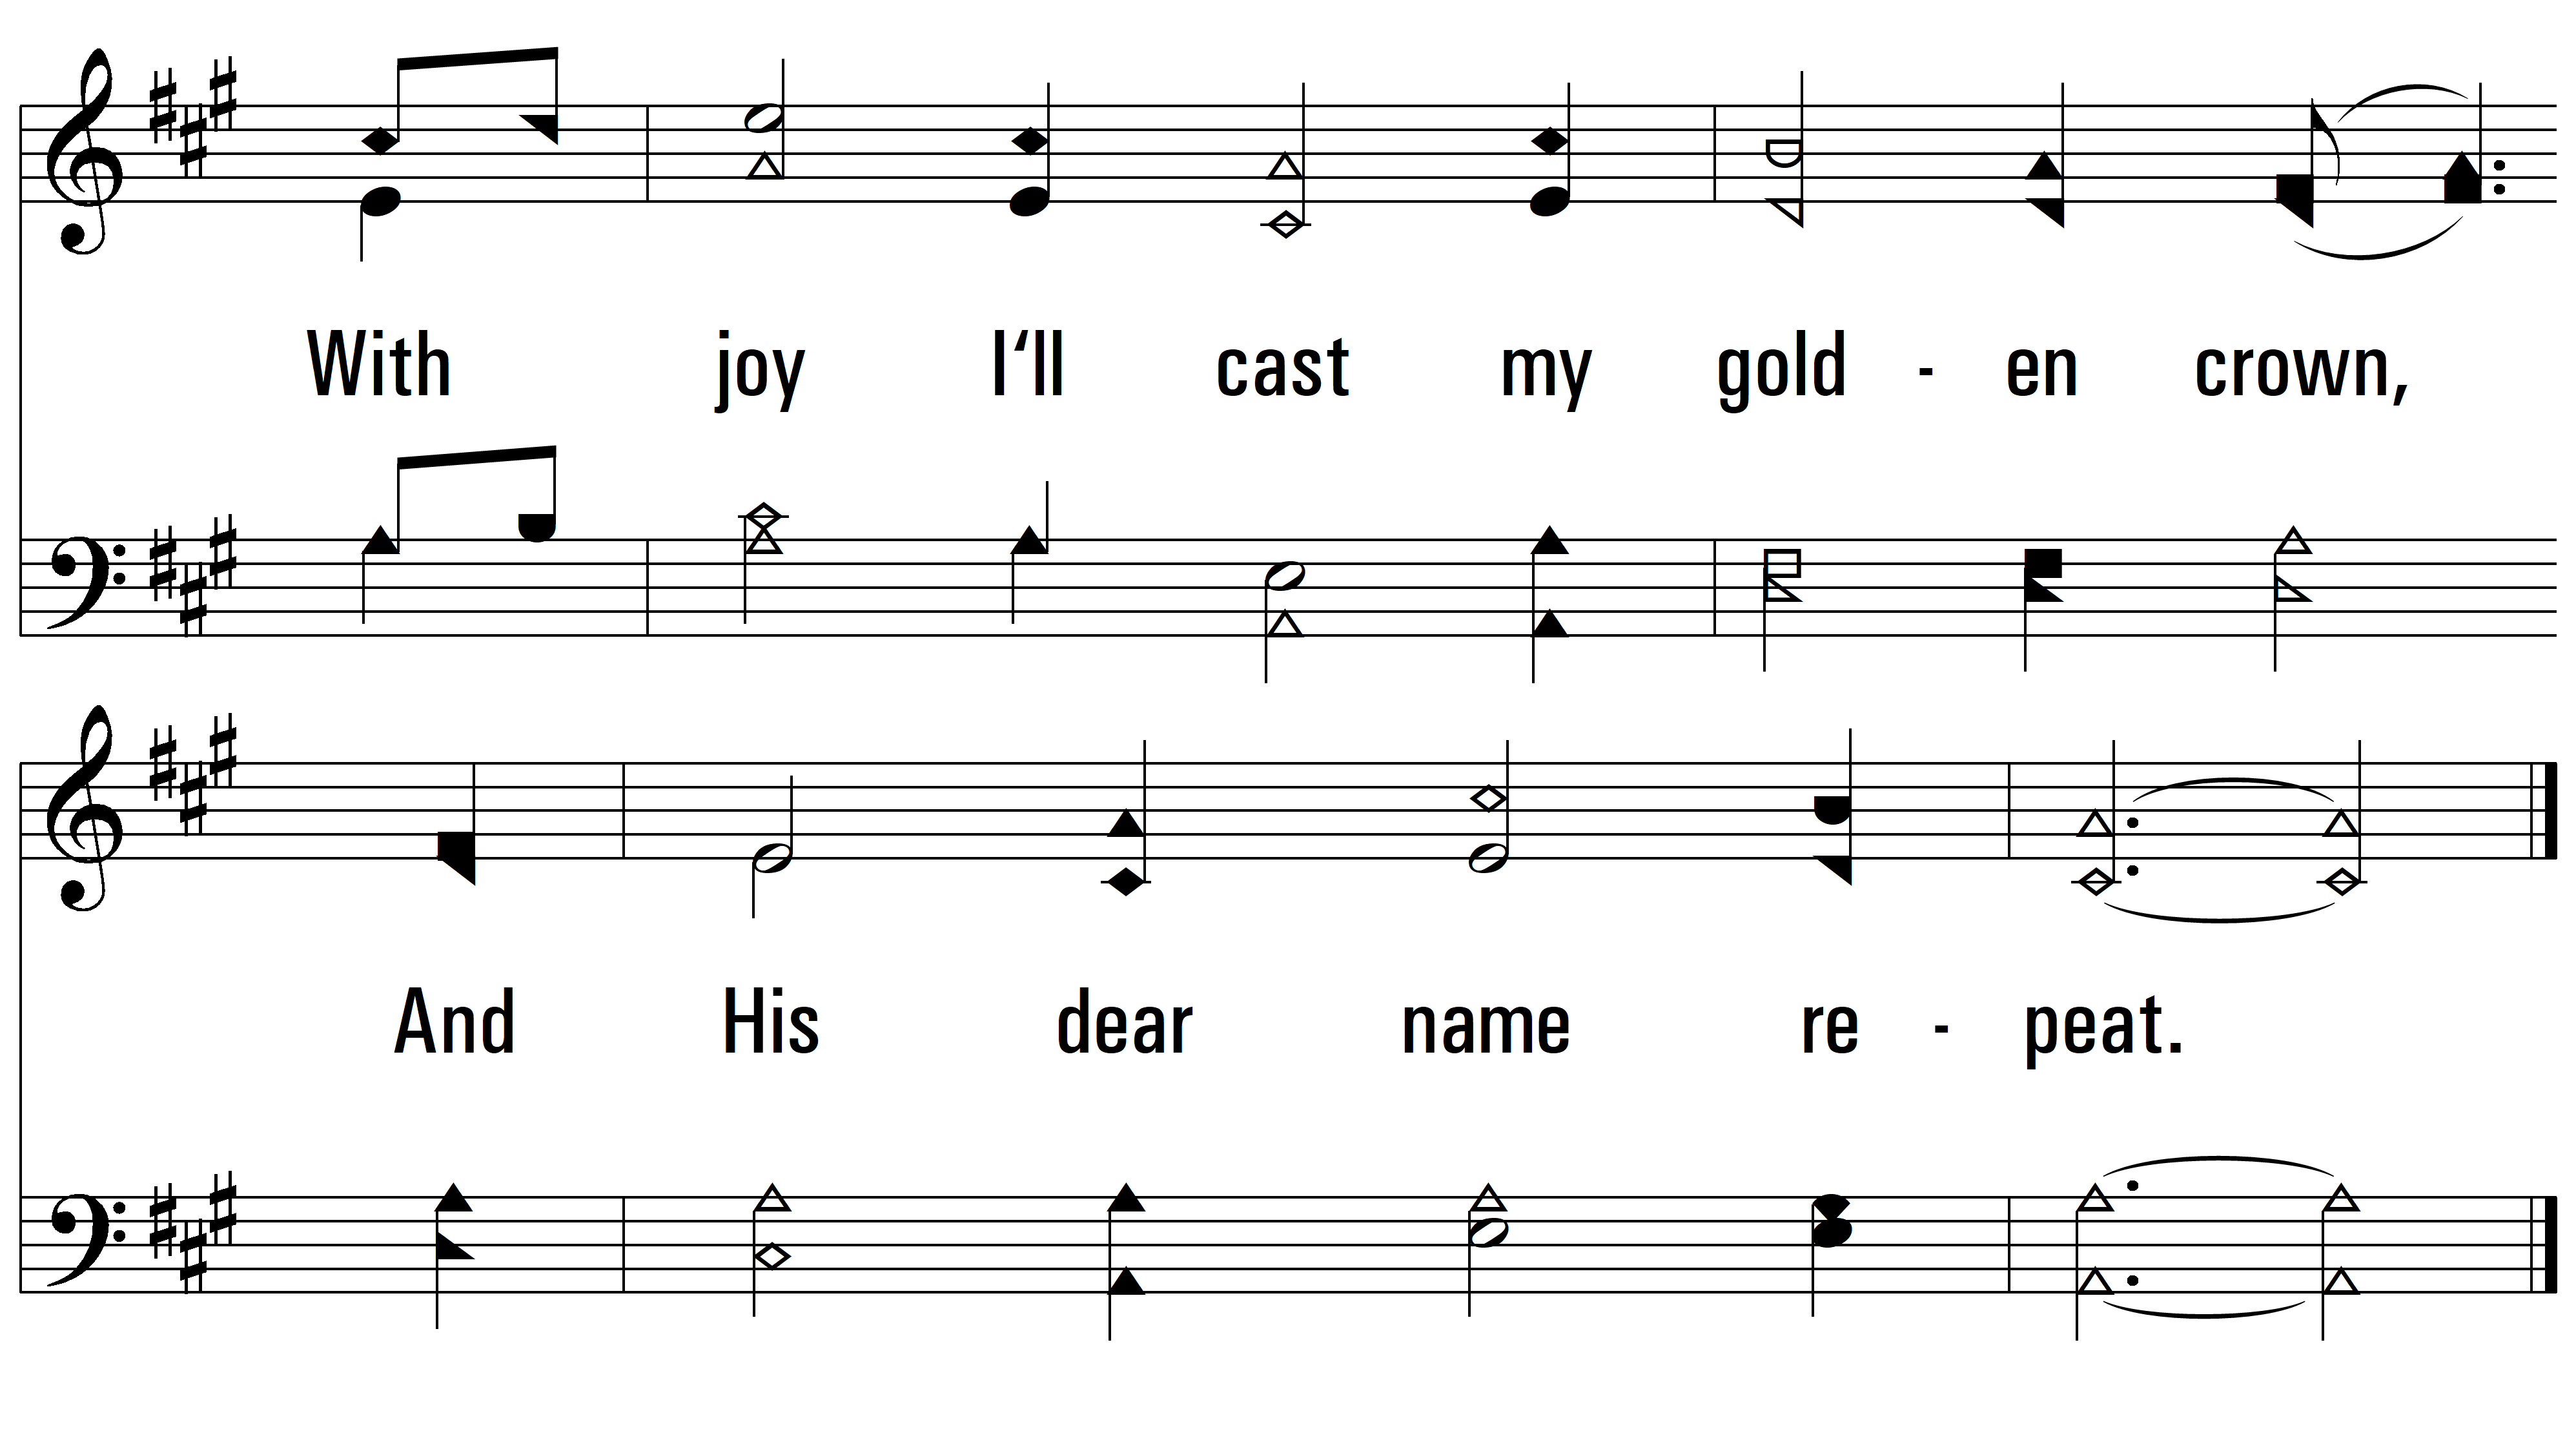 With joy I‘ll cast my gold - en crown,
And His dear name re - peat.